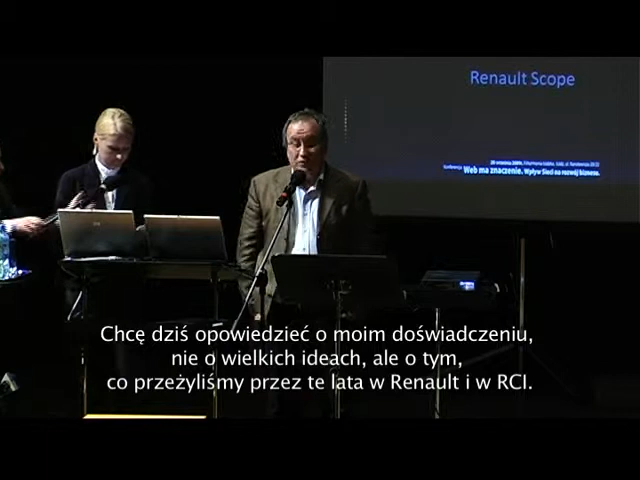 Renault Scope
Web ma znaczenie. Wpływ Sieci na rozwój biznesu.
Chcę dziś opowiedzieć o moim doświadczeniu,
nie o wielkich ideach, ale o tym,
co przeżyliśmy przez te lata w Renault i w RCI.